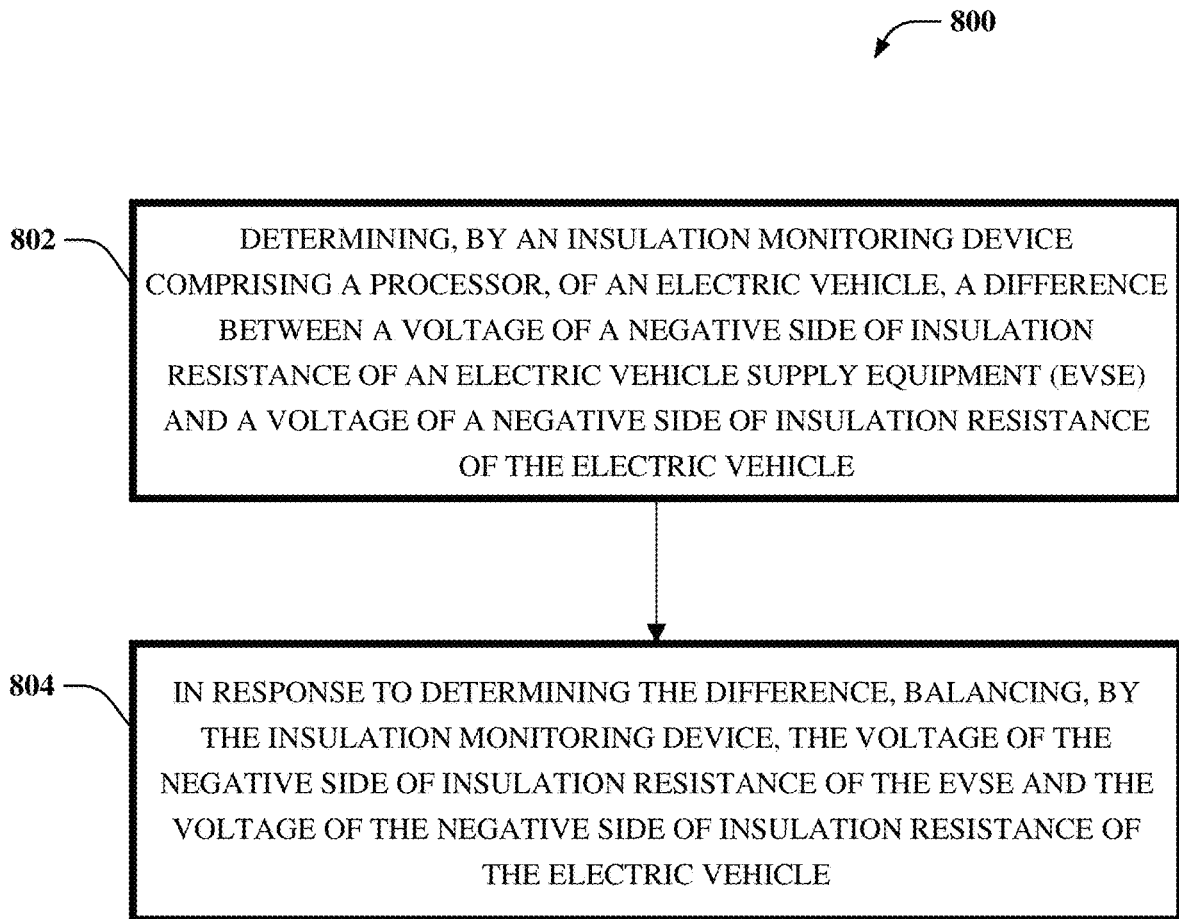 800
802
DETERMINING, BY AN INSULATION MONITORING DEVICE
COMPRISING A PROCESSOR, OF AN ELECTRIC VEHICLE, A DIFFERENCE
BETWEEN A VOLTAGE OF A NEGATIVE SIDE OF INSULATION
RESISTANCE OF AN ELECTRIC VEHICLE SUPPLY EQUIPMENT (EVSE)
AND A VOLTAGE OF A NEGATIVE SIDE OF INSULATION RESISTANCE
OF THE ELECTRIC VEHICLE
804
IN RESPONSE TO DETERMINING THE DIFFERENCE, BALANCING, BY
THE INSULATION MONITORING DEVICE, THE VOLTAGE OF THE
NEGATIVE SIDE OF INSULATION RESISTANCE OF THE EVSE AND THE
VOLTAGE OF THE NEGATIVE SIDE OF INSULATION RESISTANCE OF
THE ELECTRIC VEHICLE